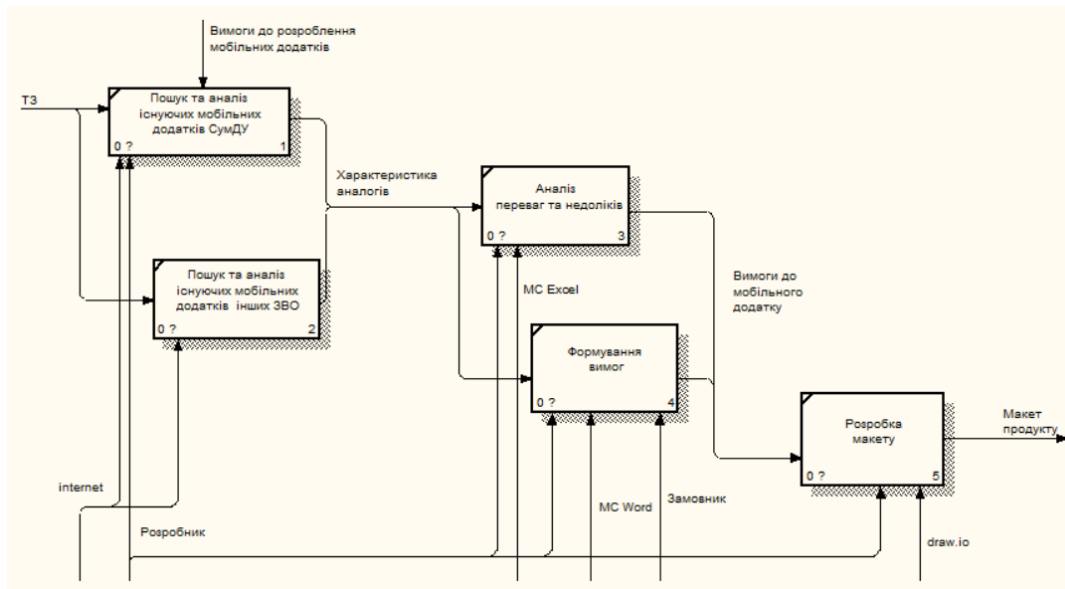 Вимоги до розроблення
мобільних додатків
ТЗ
Пошук та аналіз
існуючих мобільних
додатків СумДУ
0 ?
1
Характеристика
аналогів
Аналіз
переваг та недоліків
0 ?
3
Пошук та аналіз
існуючих мобільних
додатків інших ЗВО
0 ?
2
МС Excel
Вимоги до
мобільного
додатку
Формування
вимог
0 ?
4
Розробка
макету
0 ?
5
Макет
продукту
internet
Розробник
МС Word
Замовник
draw.io